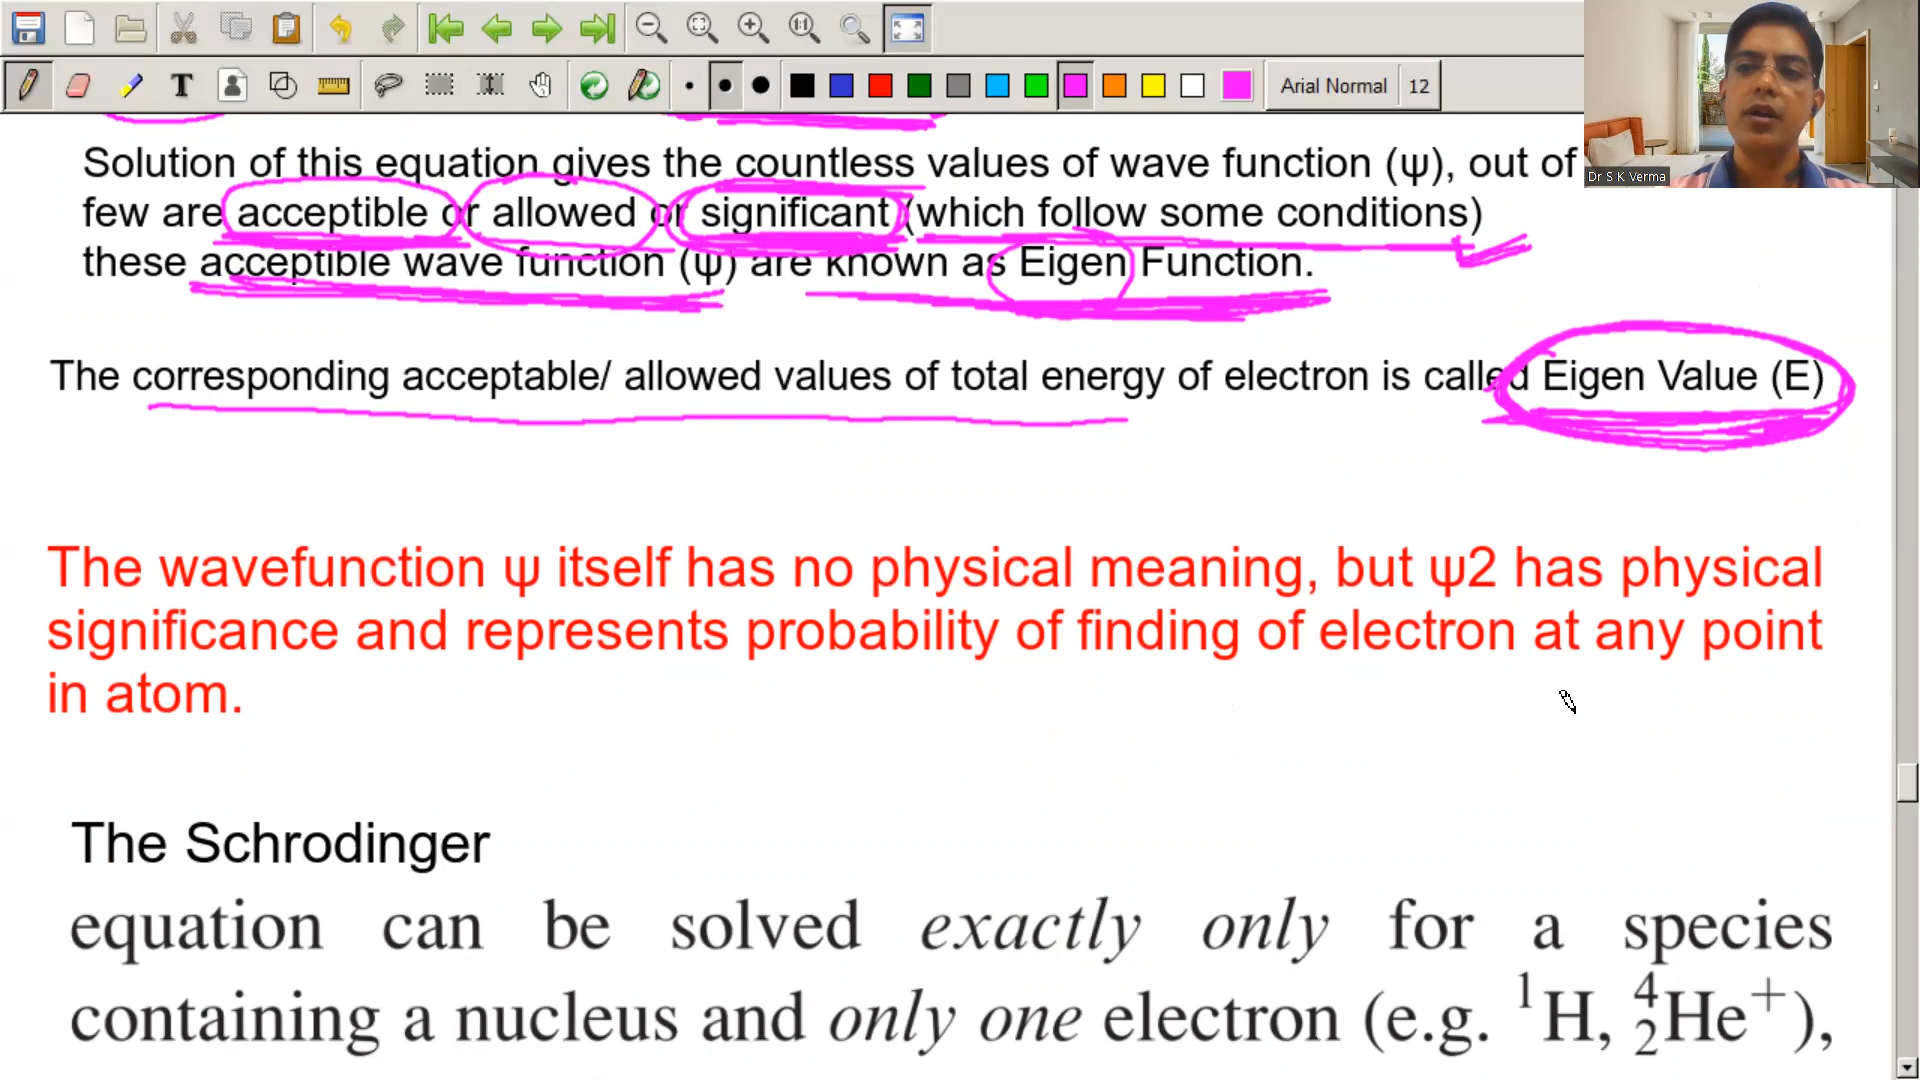 Arial Normal 12
Dr S K Verma
Solution of this equation gives the countless values of wave function (ψ), out of
few are acceptible or allowed or significant (which follow some conditions)
these acceptible wave function (ψ) are known as Eigen Function.
The corresponding acceptable/ allowed values of total energy of electron is called Eigen Value (E)
The wavefunction ψ itself has no physical meaning, but ψ2 has physical
significance and represents probability of finding of electron at any point
in atom.
The Schrodinger
equation can be solved exactly only for a species
containing a nucleus and only one electron (e.g. ¹H, ⁴₂He⁺),